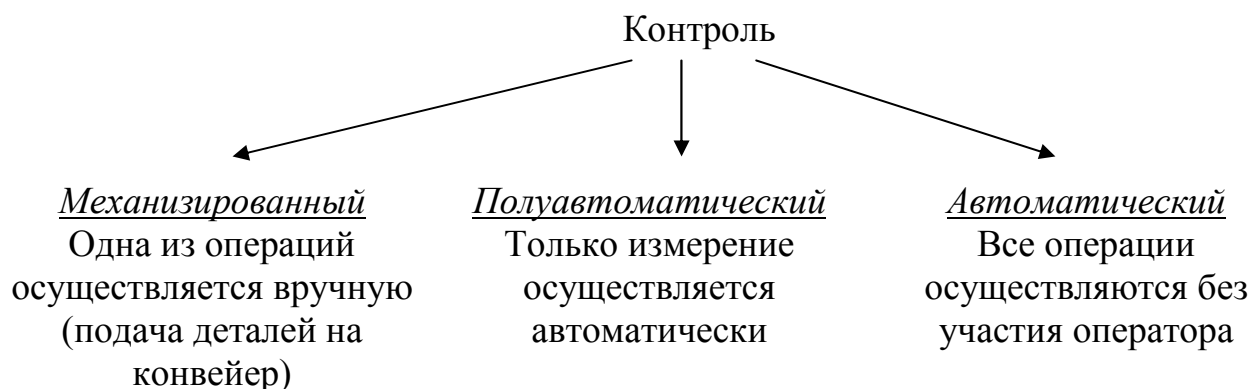 Контроль
Механизированный
Одна из операций
осуществляется вручную
(подача деталей на
конвейер)
Полуавтоматический
Только измерение
осуществляется
автоматически
Автоматический
Все операции
осуществляются без
участия оператора